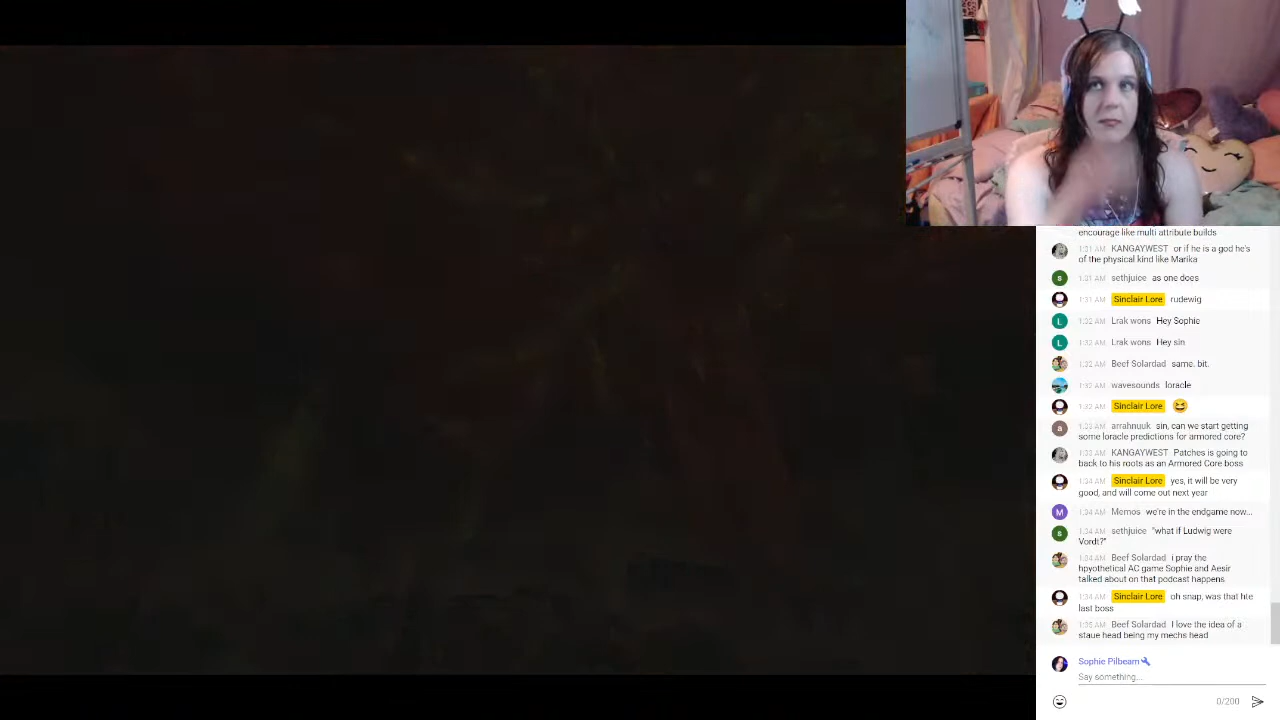 encourage like multi attribute builds
KANGAYWEST or if he is a god he's
of the physical kind like Marika
sethjuice as one does
Sinclair Lore rudewig
1:32 AM Lrak wons Hey Sophie
1:32 AM Lrak wons Hey sin
1:32 AM Beef Solardad same. bit.
1:32 AM wavesounds loracle
1:32 AM Sinclair Lore 😆
arrahnuuk sin, can we start getting
some loracle predictions for armored core?
KANGAYWEST Patches is going to
back to his roots as an Armored Core boss
1:34 AM Sinclair Lore yes, it will be very
good, and will come out next year
1:34 AM Memos we're in the endgame now...
1:34 AM sethjuice "what if Ludwig were
Vordt?"
1:34 AM Beef Solardad i pray the
hpyothetical AC game Sophie and Aesir
talked about on that podcast happens
1:34 AM Sinclair Lore oh snap, was that hte
last boss
1:35 AM Beef Solardad I love the idea of a
staue head being my mechs head
Sophie Pilbeam
Say something...
0/200